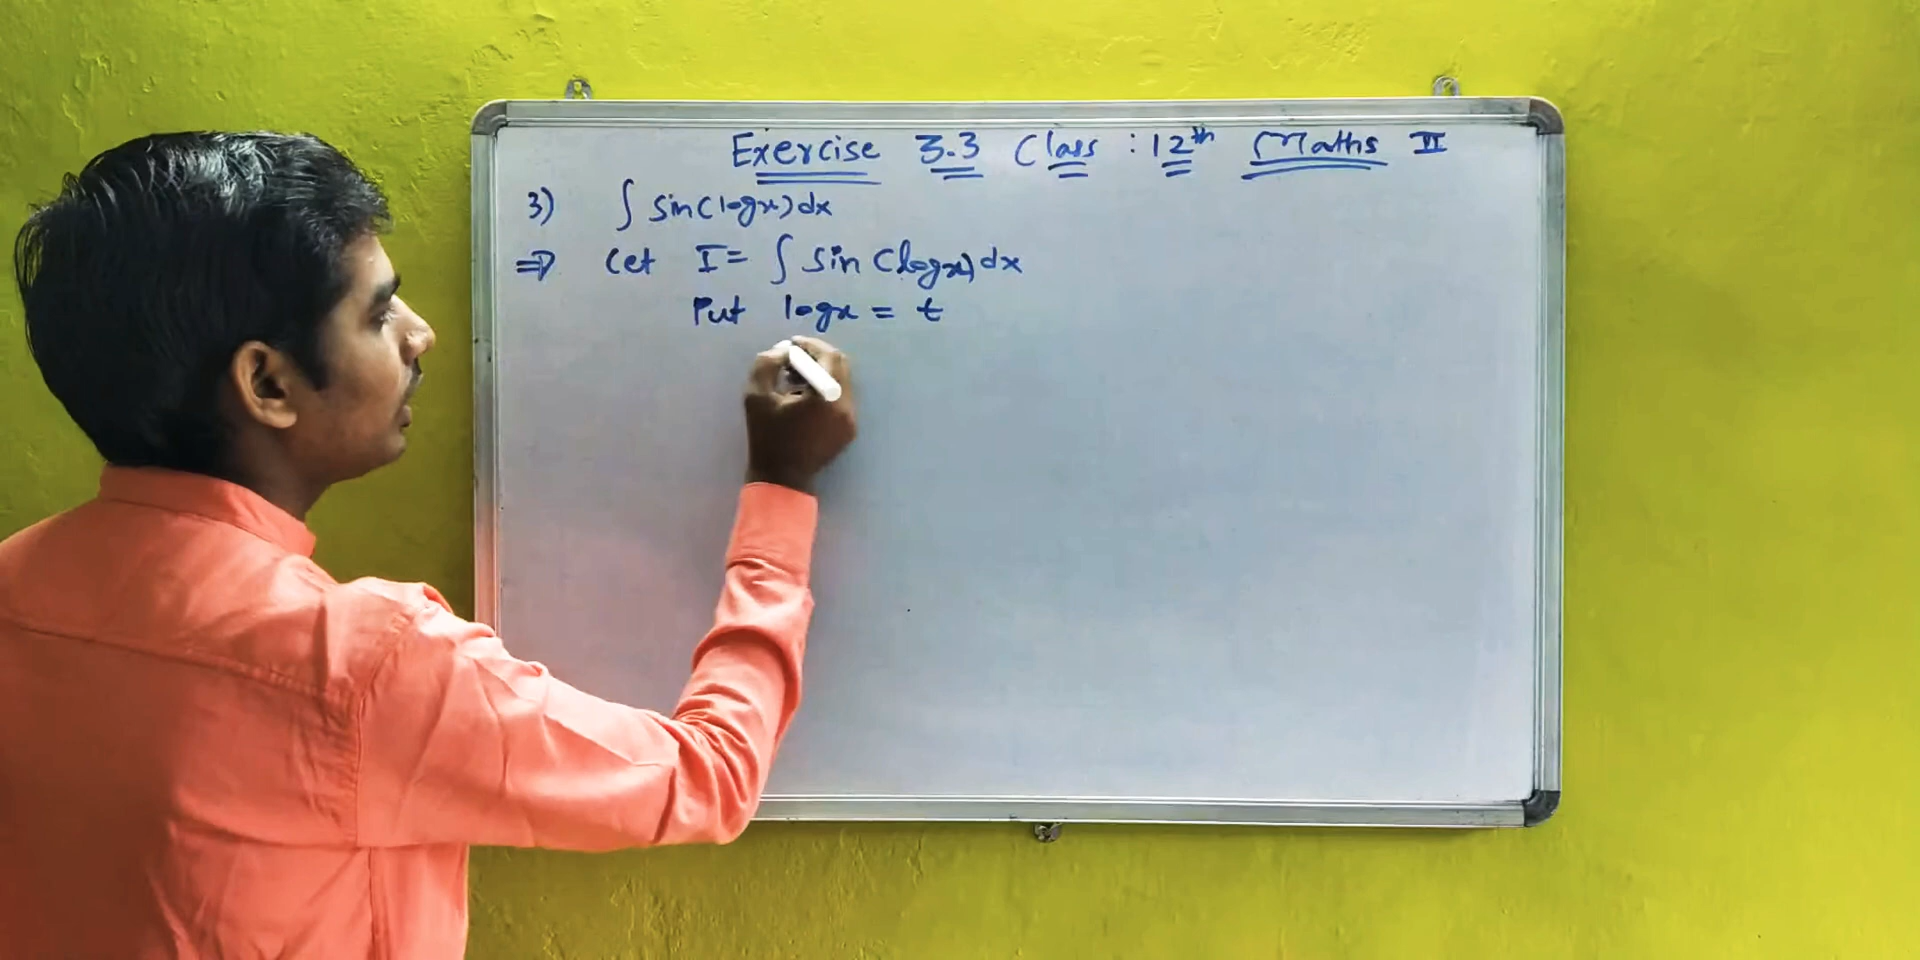 Exercise 3.3 Class : 12th Maths II
3) ∫ sin(logx)dx
⇒ Let I = ∫ sin (logx)dx
Put logx = t